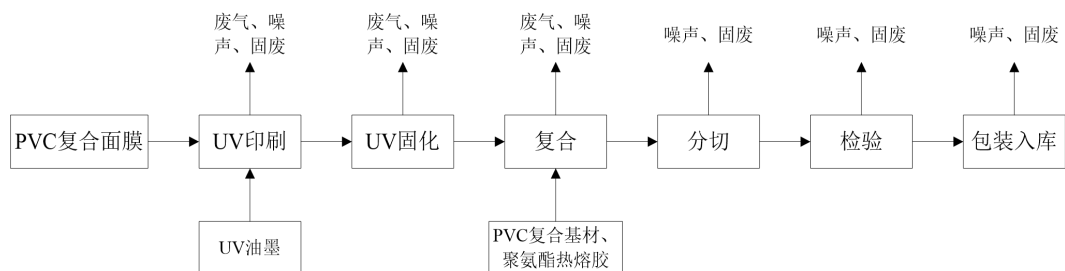 废气、噪
声、固废
废气、噪
声、固废
废气、噪
声、固废
噪声、固废
噪声、固废
噪声、固废
PVC复合面膜
UV印刷
UV固化
复合
分切
检验
包装入库
UV油墨
PVC复合基材、
聚氨酯热熔胶